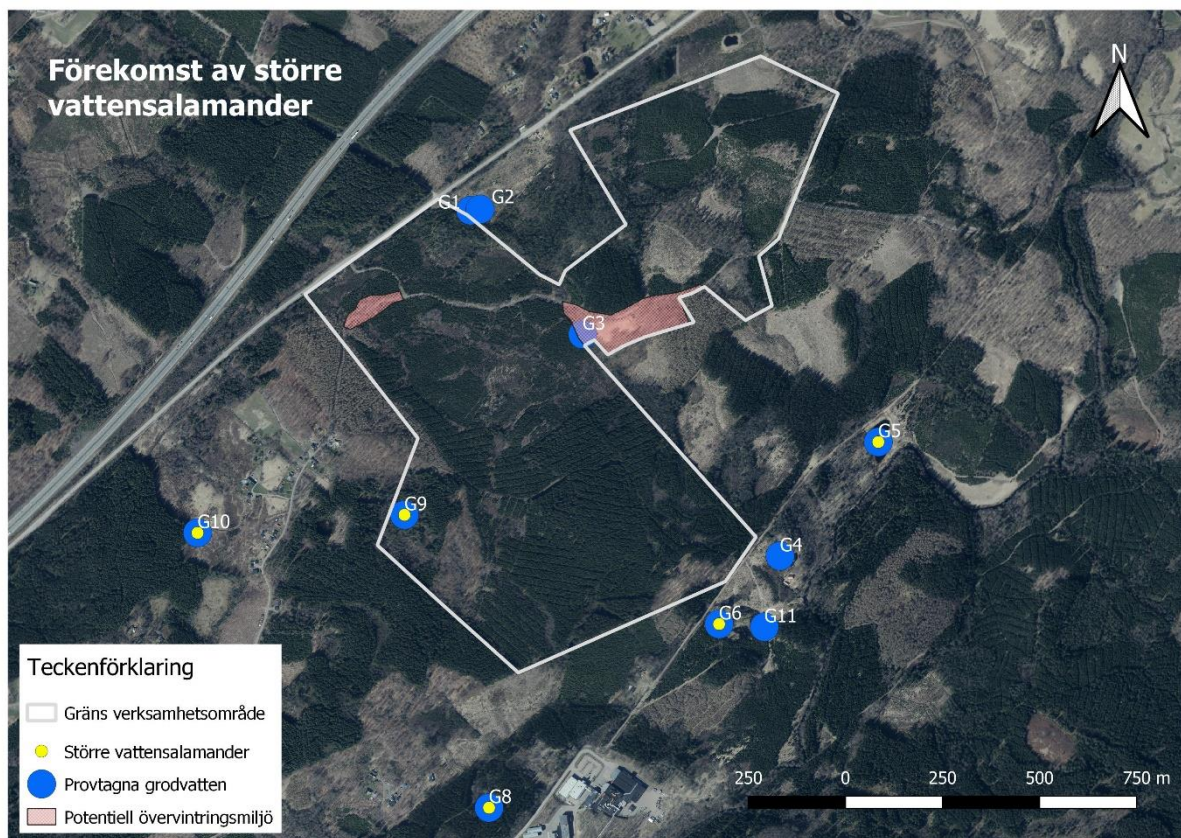 Förekomst av större
vattensalamander
N
G1
G2
G3
G5
G9
G10
G4
G6
G11
G8
Teckenförklaring
Gräns verksamhetsområde
Större vattensalamander
Provtagna grodvatten
Potentiell övervintringsmiljö
250 0 250 500 750 m